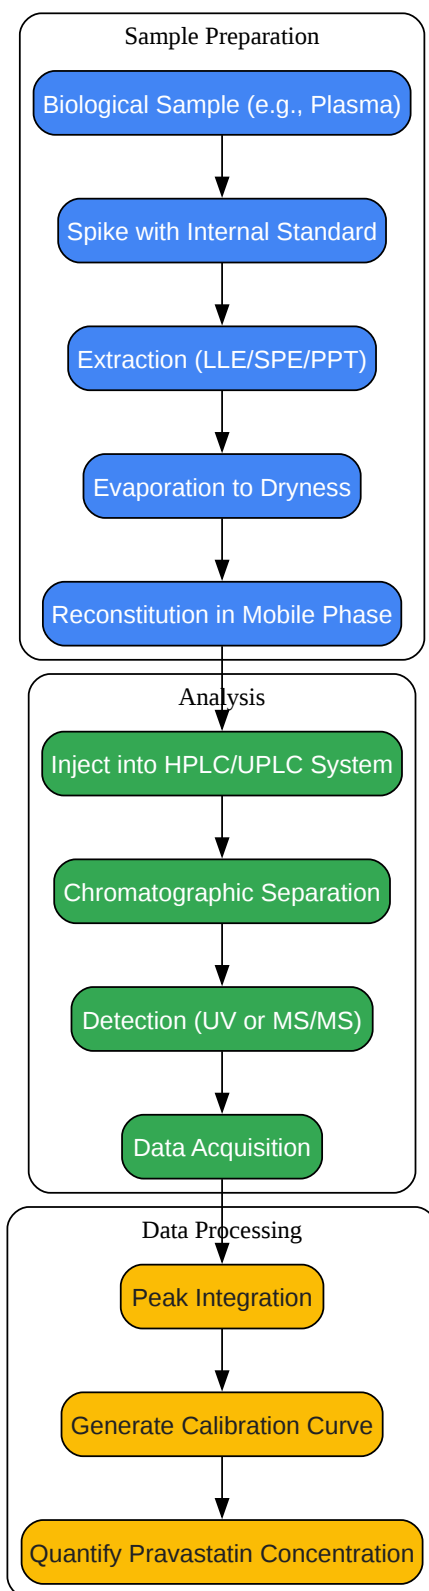 Sample Preparation
Biological Sample (e.g., Plasma)
Spike with Internal Standard
Extraction (LLE/SPE/PPT)
Evaporation to Dryness
Reconstitution in Mobile Phase
Analysis
Inject into HPLC/UPLC System
Chromatographic Separation
Detection (UV or MS/MS)
Data Acquisition
Data Processing
Peak Integration
Generate Calibration Curve
Quantify Pravastatin Concentration